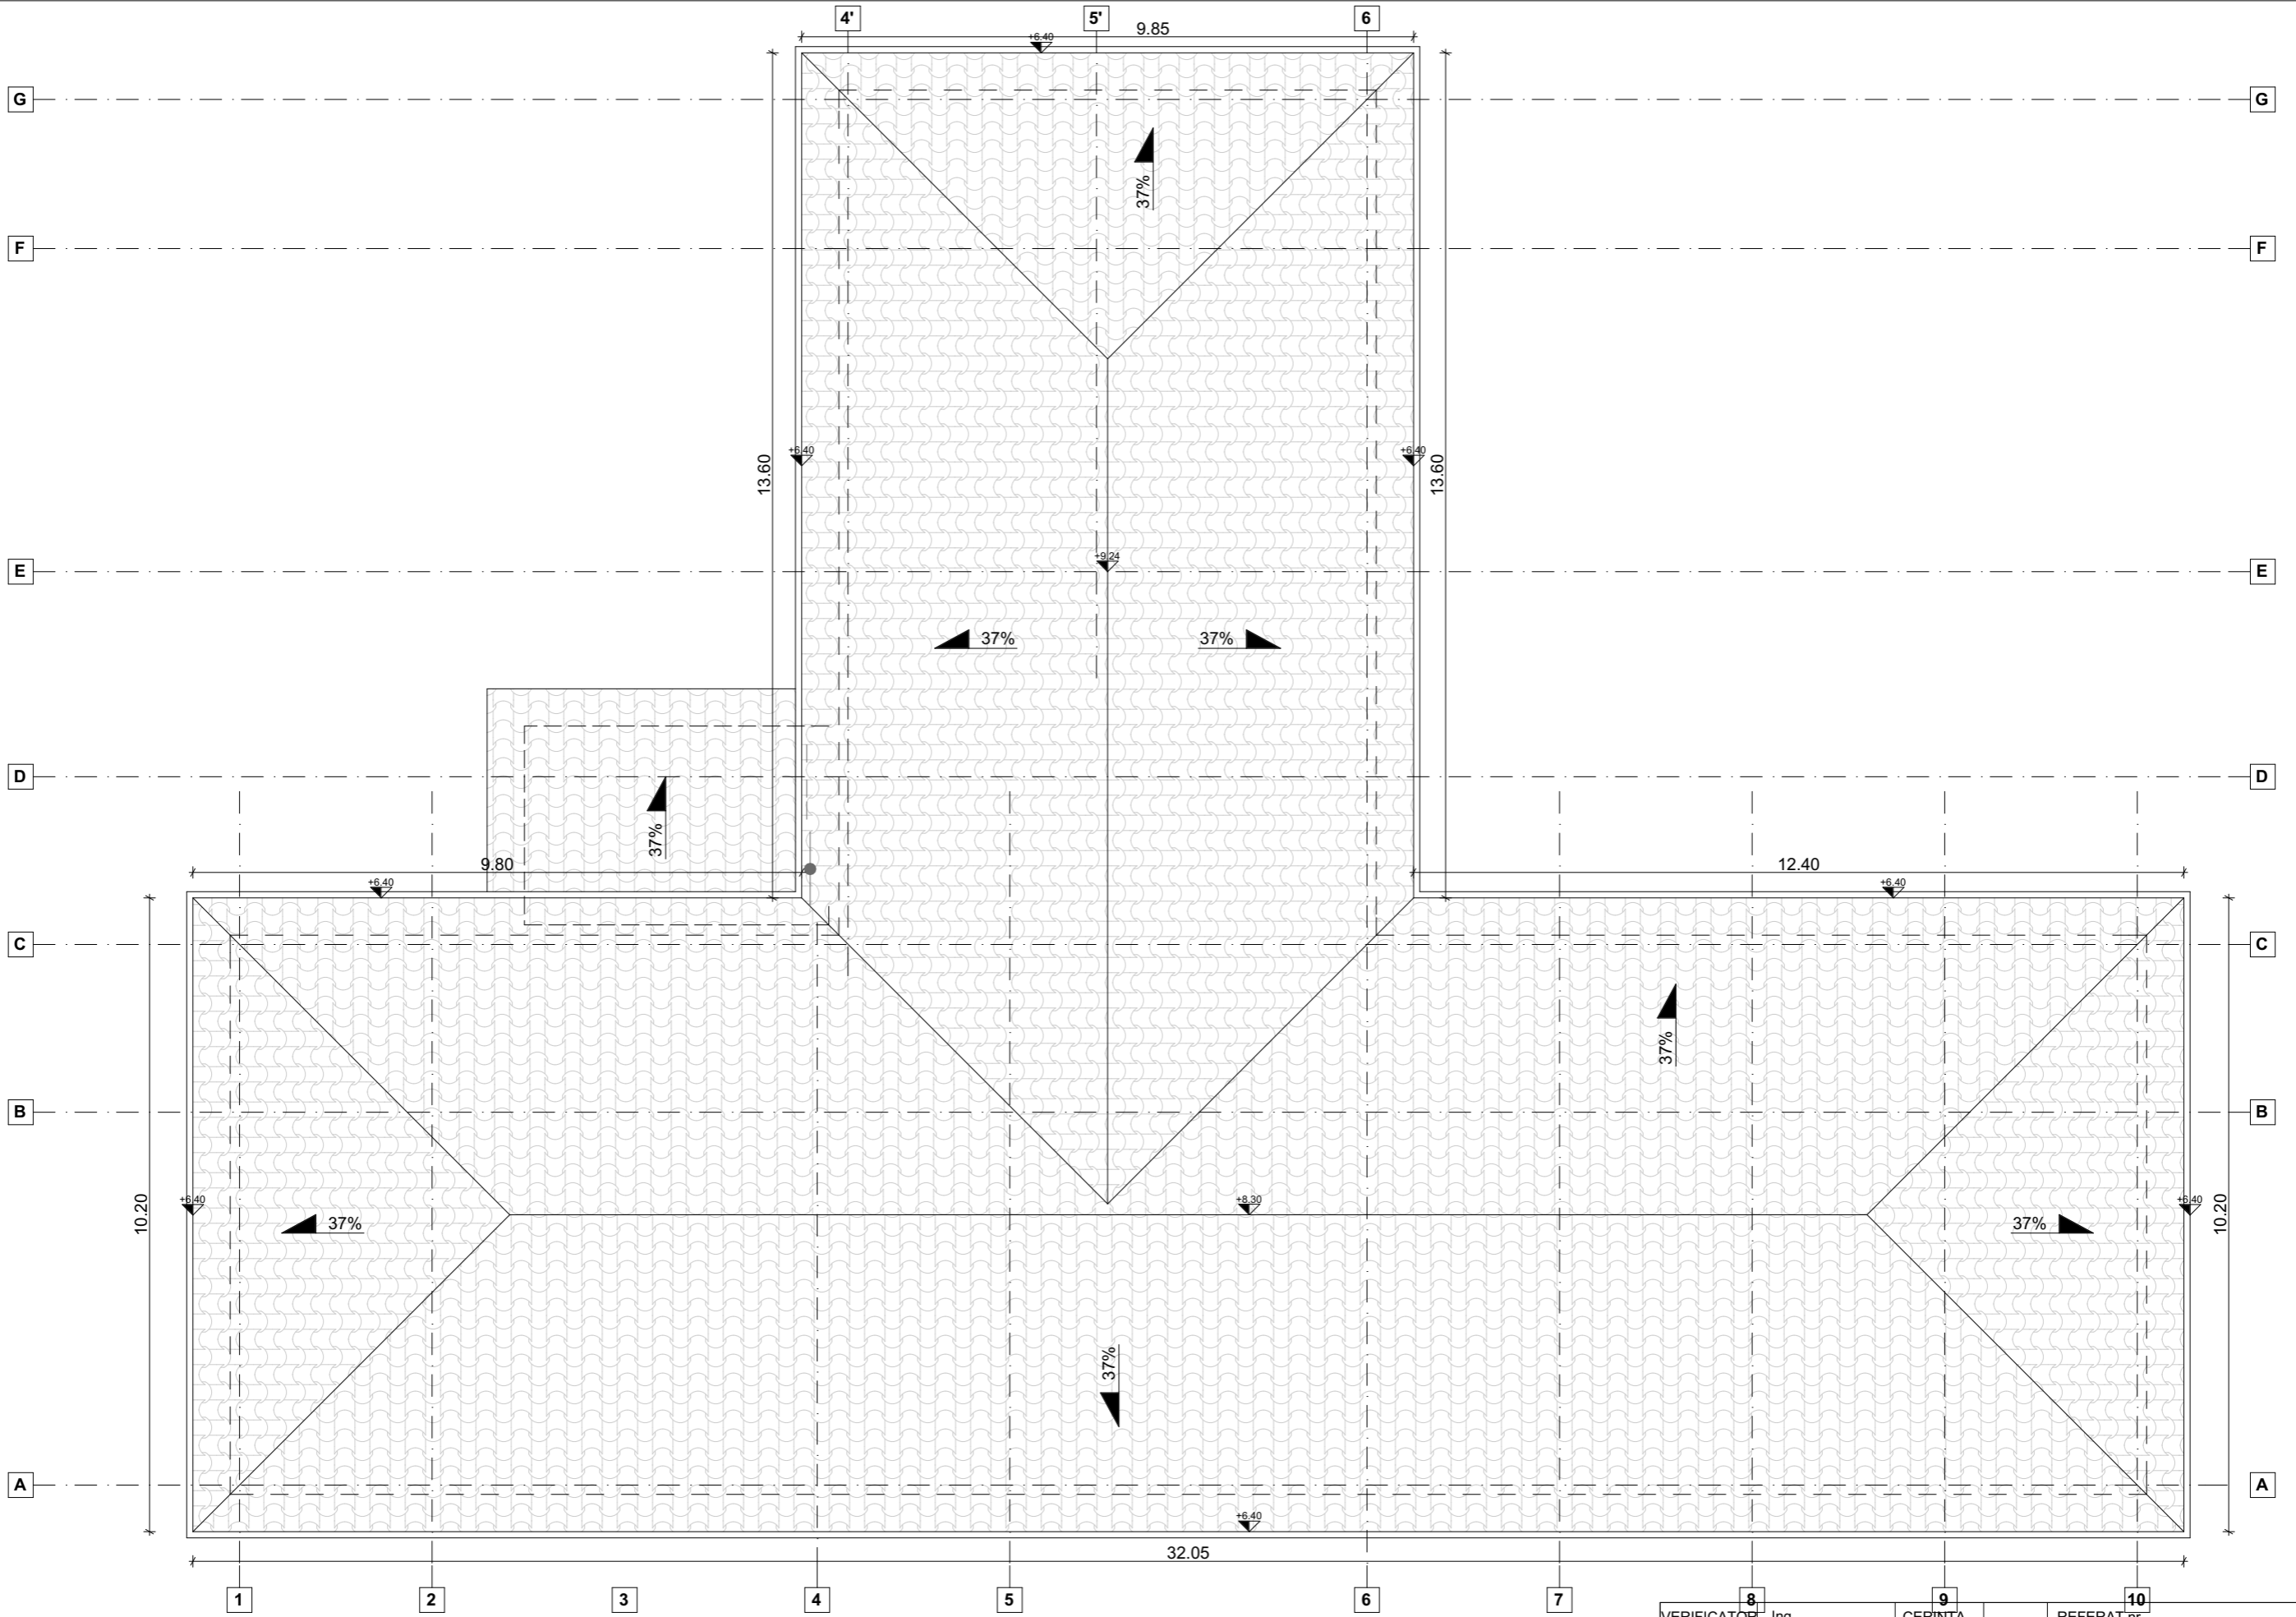 4' 5' 6
9.85
+6.40
G G
37%
F F
+6.40 +6.40
13.60 13.60
+9.24
E E
37% 37%
D D
37%
9.80 12.40
+6.40 +6.40
C C
37%
B B
+6.40 +8.30 +6.40
10.20 10.20
37% 37%
37%
A A
+6.40
32.05
1 2 3 4 5 6 7 8 9 10
VERIFICATOR Ing. CERINTA REFERAT nr.